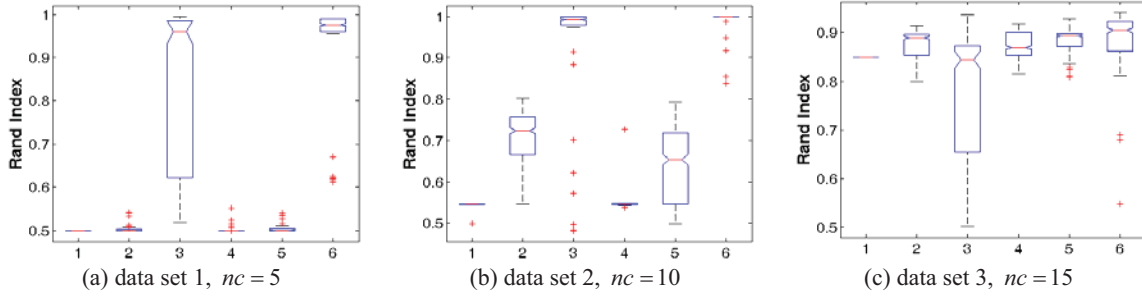 1
0.9
0.8
0.7
0.6
0.5
Rand Index
1 2 3 4 5 6
(a) data set 1, nc = 5
1
0.9
0.8
0.7
0.6
0.5
Rand Index
1 2 3 4 5 6
(b) data set 2, nc = 10
0.9
0.8
0.7
0.6
0.5
Rand Index
1 2 3 4 5 6
(c) data set 3, nc = 15